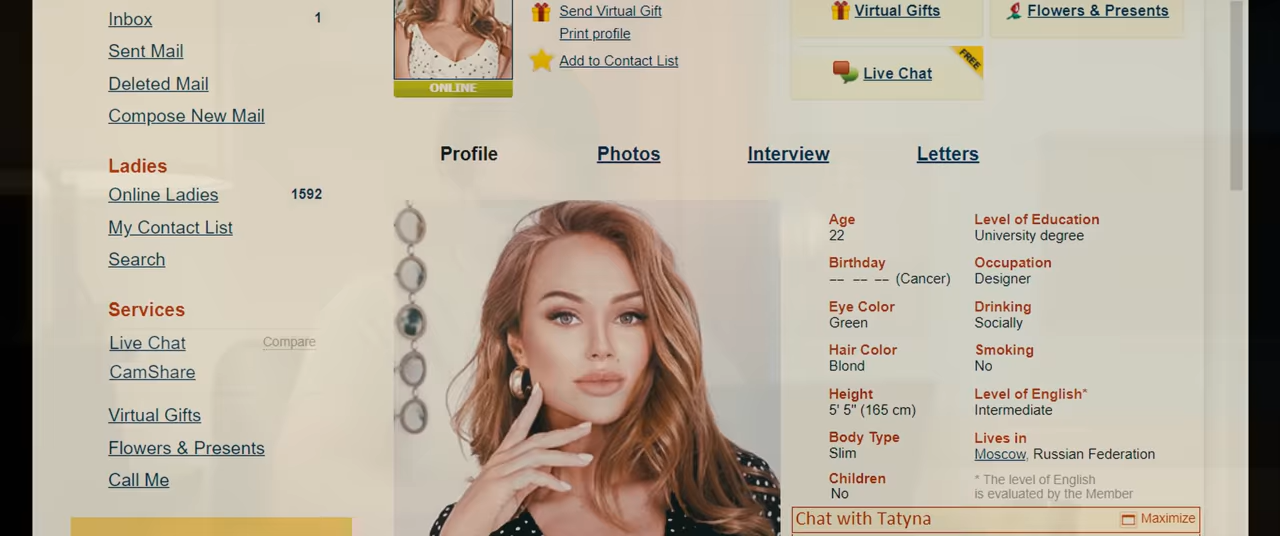 Inbox 1
Sent Mail
Deleted Mail
Compose New Mail
Ladies
Online Ladies 1592
My Contact List
Search
Services
Live Chat Compare
CamShare
Virtual Gifts
Flowers & Presents
Call Me
ONLINE
Send Virtual Gift
Print profile
Add to Contact List
Virtual Gifts
Flowers & Presents
Live Chat
FREE
Profile Photos Interview Letters
Age
22
Birthday
-- -- -- (Cancer)
Eye Color
Green
Hair Color
Blond
Height
5' 5" (165 cm)
Body Type
Slim
Children
No
Level of Education
University degree
Occupation
Designer
Drinking
Socially
Smoking
No
Level of English*
Intermediate
Lives in
Moscow, Russian Federation
* The level of English
is evaluated by the Member
Chat with Tatyna Maximize